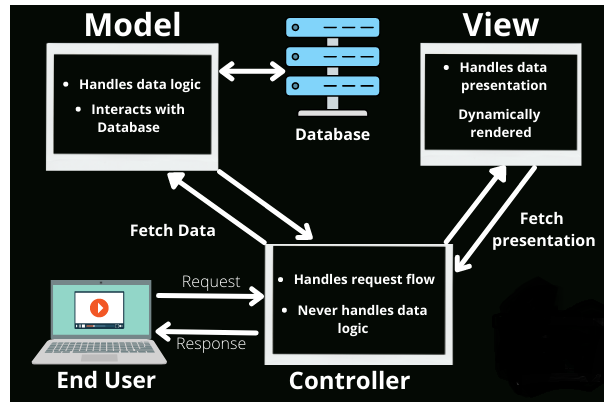 Model
View
• Handles data logic
• Interacts with
Database
Database
• Handles data
presentation
Dynamically
rendered
Fetch Data
Fetch
presentation
Request
Response
• Handles request flow
• Never handles data
logic
End User
Controller